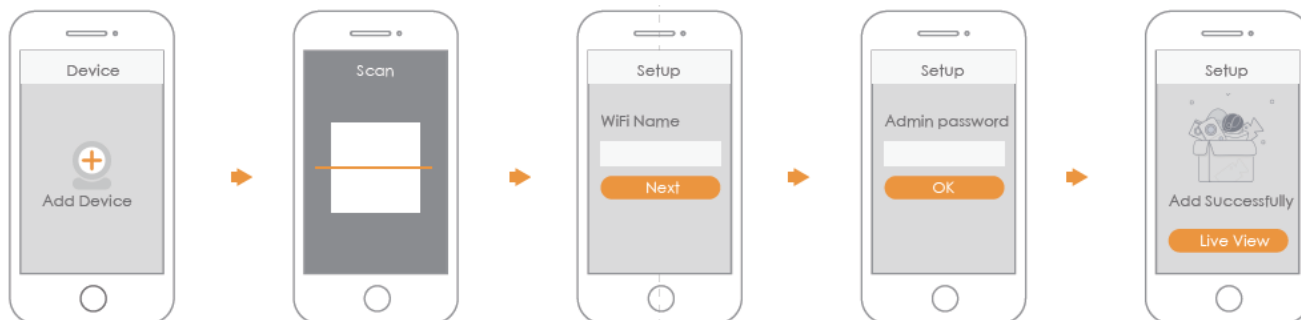 Device
Add Device
Scan
Setup
WiFi Name
Next
Setup
Admin password
OK
Setup
Add Successfully
Live View